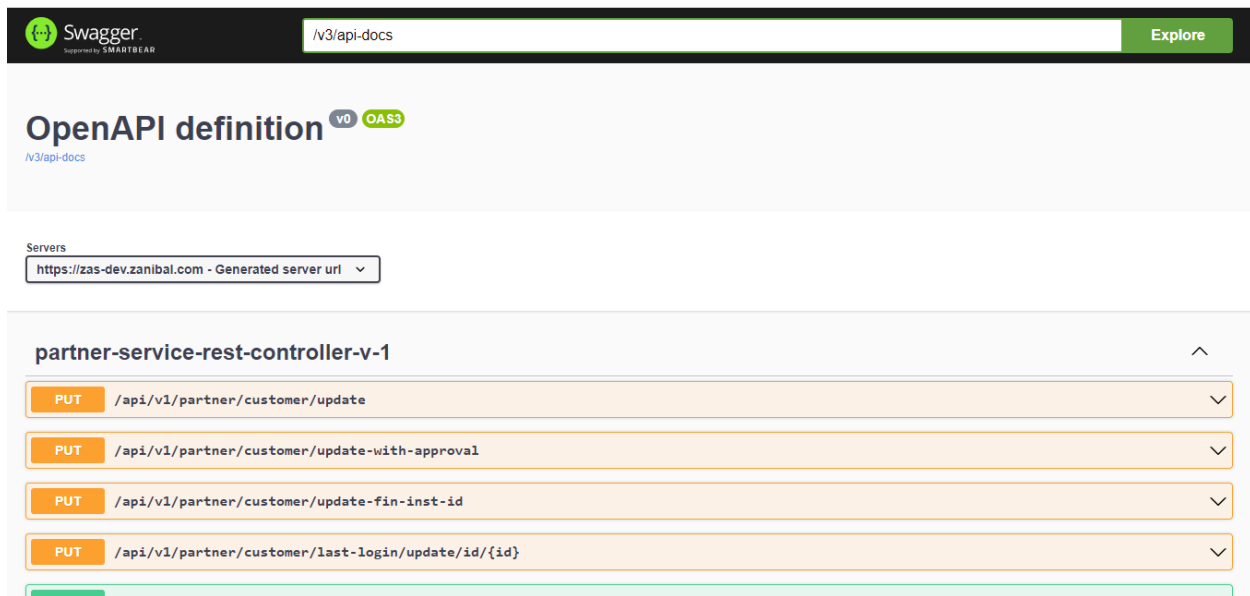 Swagger.
Supported by SMARTBEAR
/v3/api-docs
Explore
OpenAPI definition v0 OAS3
/v3/api-docs
Servers
https://zas-dev.zanibal.com - Generated server url
partner-service-rest-controller-v-1
PUT /api/v1/partner/customer/update
PUT /api/v1/partner/customer/update-with-approval
PUT /api/v1/partner/customer/update-fin-inst-id
PUT /api/v1/partner/customer/last-login/update/id/{id}